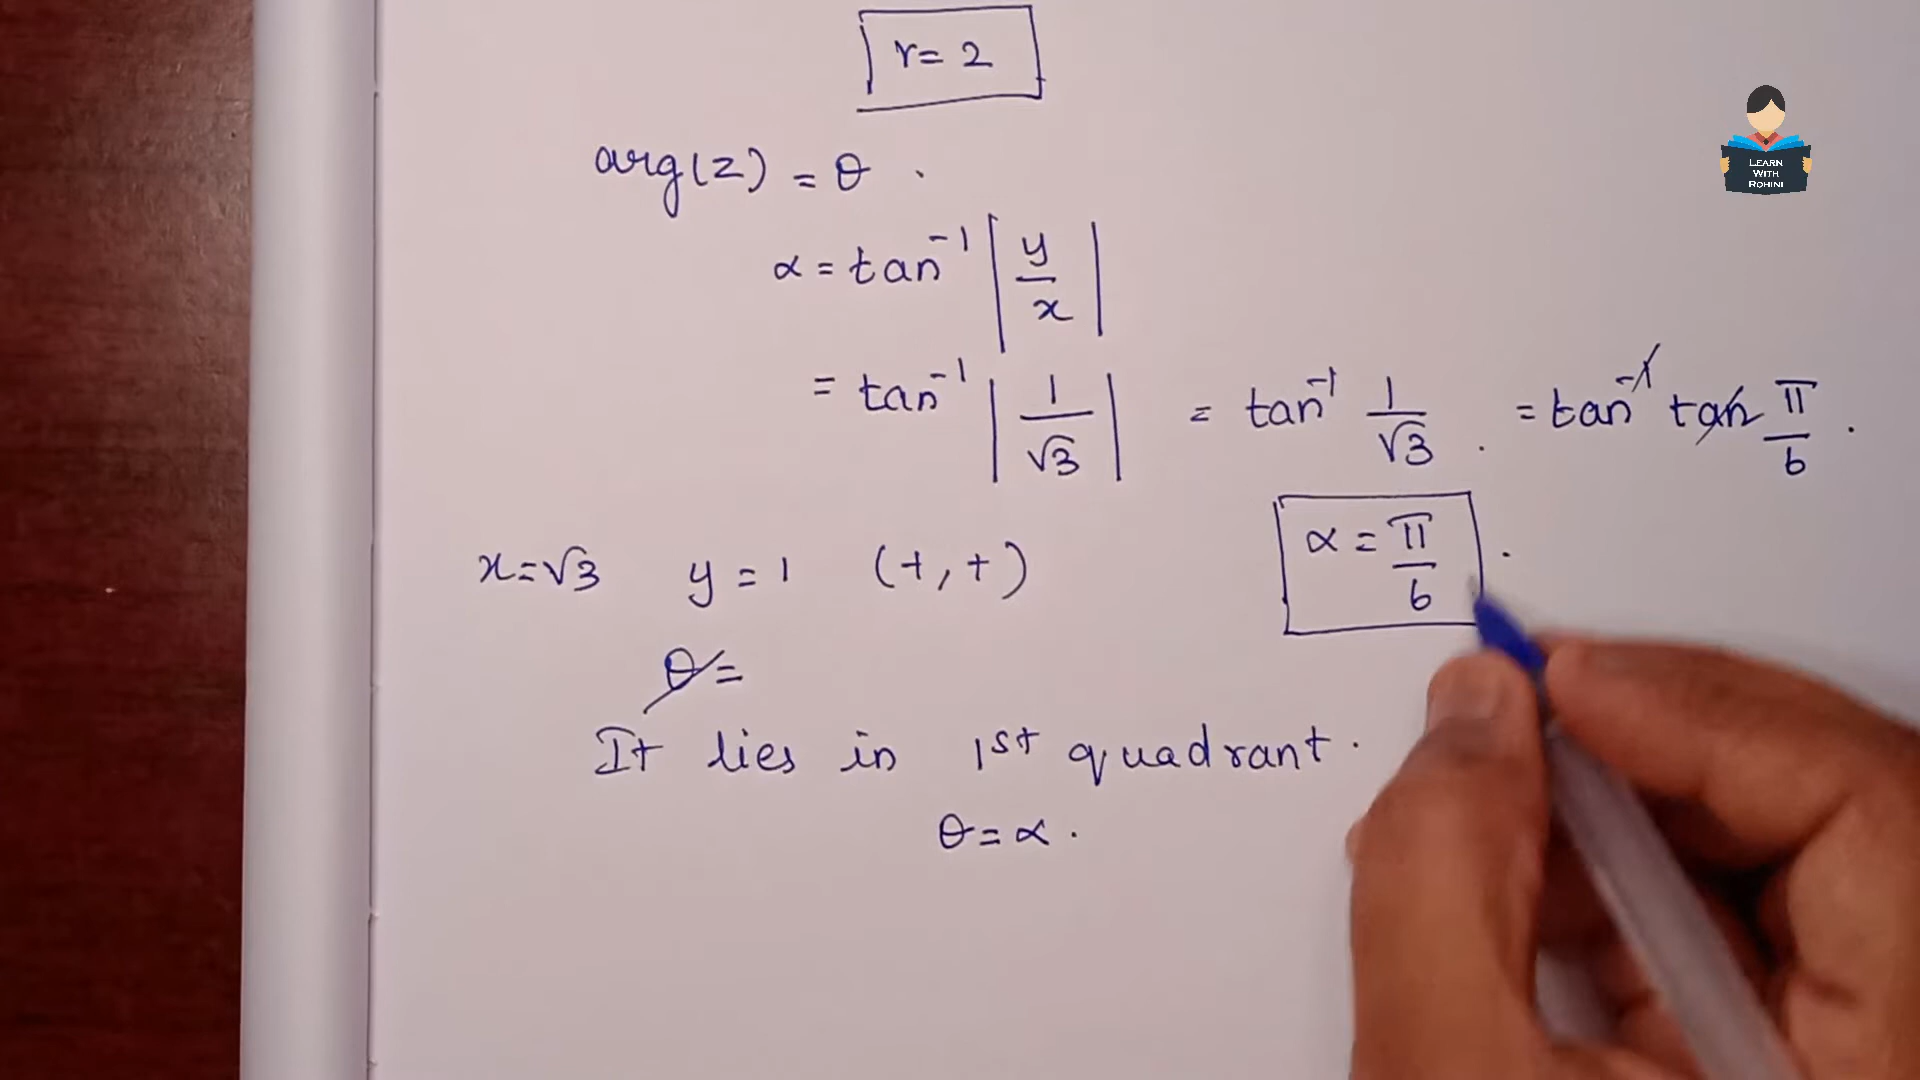 r = 2
LEARN
With
Rohini
arg(z) = θ .
α = tan⁻¹ |y/x|
= tan⁻¹ |1/√3| = tan⁻¹ 1/√3 . = tan⁻¹ tan π/6 .
α = π/6 .
x = √3 y = 1 (+, +)
θ =
It lies in 1st quadrant .
θ = α .